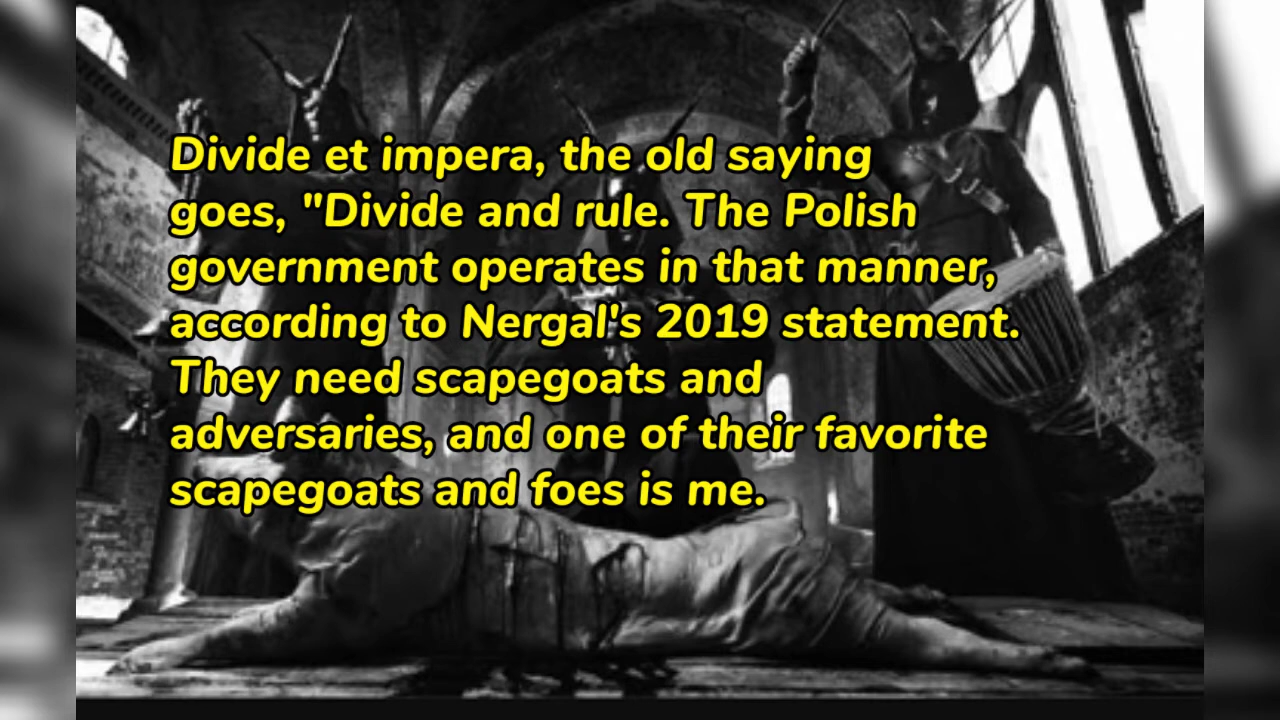 Divide et impera, the old saying
goes, "Divide and rule. The Polish
government operates in that manner,
according to Nergal's 2019 statement.
They need scapegoats and
adversaries, and one of their favorite
scapegoats and foes is me.